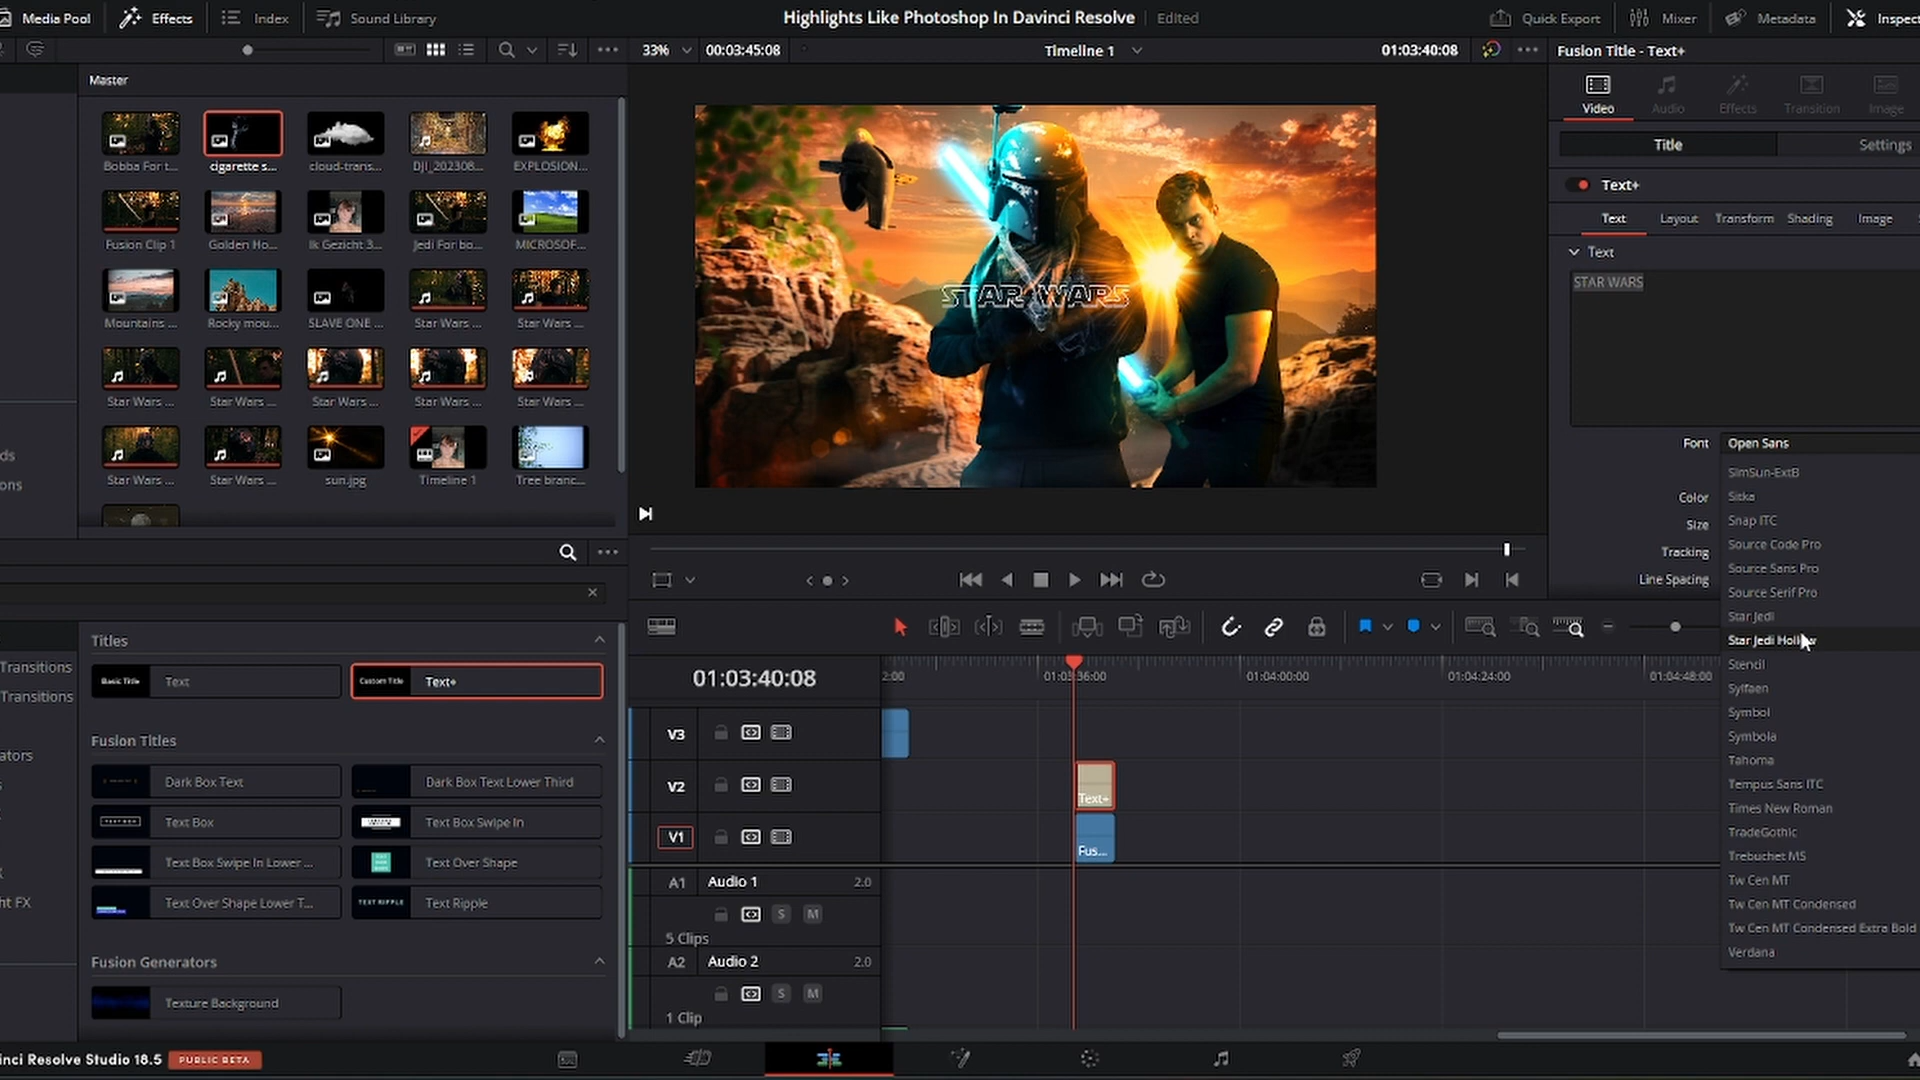 Media Pool
Effects
Index
Sound Library
Highlights Like Photoshop In Davinci Resolve
Edited
Quick Export
Mixer
Metadata
Inspect
33%
00:03:45:08
Timeline 1
01:03:40:08
Fusion Title - Text+
Master
Video
Audio
Effects
Transition
Image
Title
Settings
Bobba For t...
cigarette s...
cloud-trans...
DJI_202308...
EXPLOSION...
Text+
Text
Layout
Transform
Shading
Image
Fusion Clip 1
Golden Ho...
Ik Gezicht 3...
Jedi For bo...
MICROSOF...
Text
STAR WARS
STAR WARS
Mountains ...
Rocky mou...
SLAVE ONE ...
Star Wars ...
Star Wars ...
Star Wars ...
Star Wars ...
Star Wars ...
Star Wars ...
Star Wars ...
Star Wars ...
Star Wars ...
sun.jpg
Timeline 1
Tree branc...
ds
ons
Font
Open Sans
SimSun-ExtB
Color
Sitka
Size
Snap ITC
Tracking
Source Code Pro
Source Sans Pro
Line Spacing
Source Serif Pro
Star Jedi
Star Jedi Hollow
Stencil
Sylfaen
Symbol
Symbola
Tahoma
Tempus Sans ITC
Times New Roman
TradeGothic
Trebuchet MS
Tw Cen MT
Tw Cen MT Condensed
Tw Cen MT Condensed Extra Bold
Verdana
Titles
Transitions
Transitions
ators
ht FX
Basic Title
Text
Custom Title
Text+
Fusion Titles
Dark Box Text
Dark Box Text Lower Third
TEXT BOX
Text Box
Text Box Swipe In
Text Box Swipe In Lower ...
Text Over Shape
Text Over Shape Lower T...
TEXT RIPPLE
Text Ripple
Fusion Generators
Texture Background
01:03:40:08
2:00
01:03:36:00
01:04:00:00
01:04:24:00
01:04:48:00
V3
V2
Text+
V1
Fus...
A1
Audio 1
2.0
S
M
5 Clips
A2
Audio 2
2.0
S
M
1 Clip
inci Resolve Studio 18.5
PUBLIC BETA